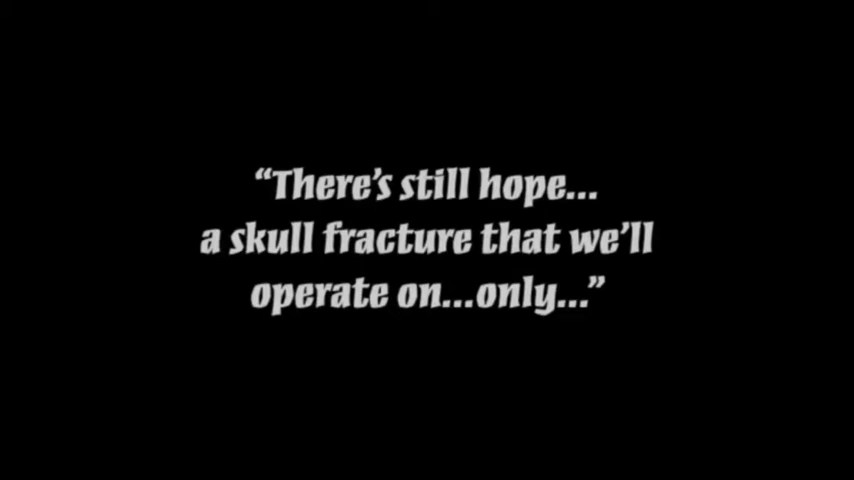 “There’s still hope...
a skull fracture that we’ll
operate on...only...”